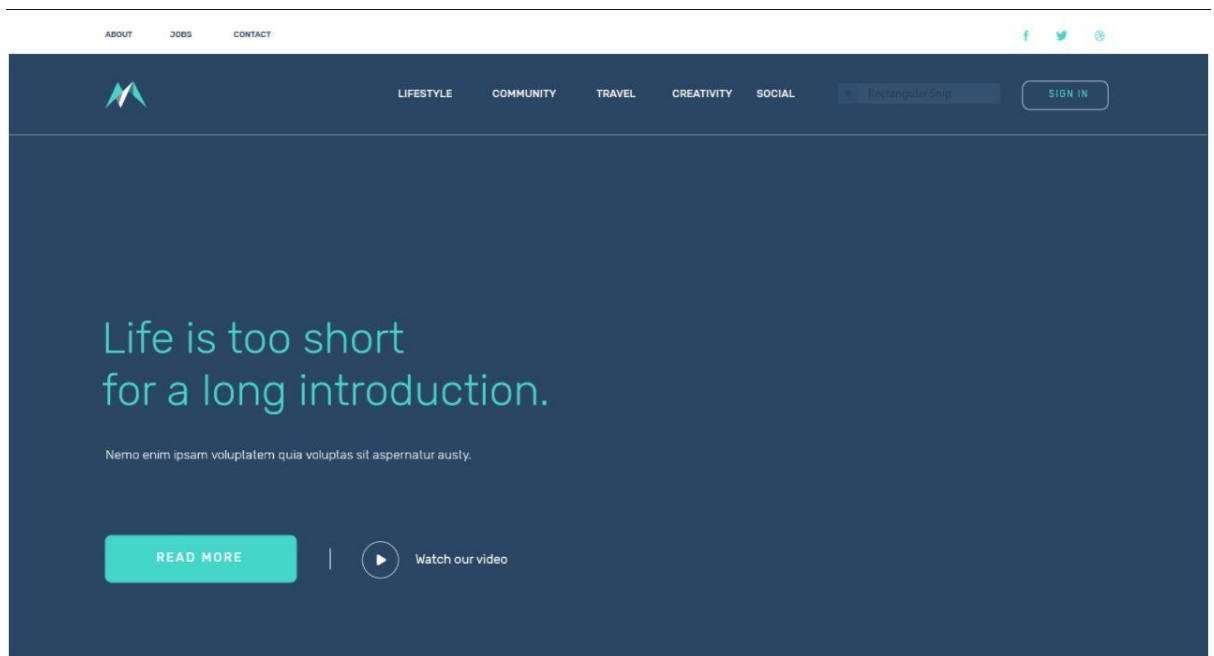 ABOUT JOBS CONTACT
LIFESTYLE COMMUNITY TRAVEL CREATIVITY SOCIAL Rectangular Snip SIGN IN
Life is too short
for a long introduction.
Nemo enim ipsam voluptatem quia voluptas sit aspernatur austy.
READ MORE Watch our video